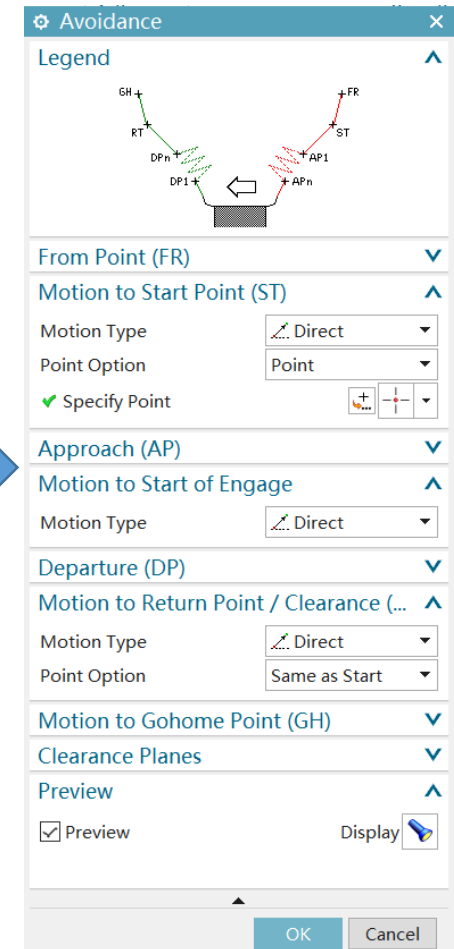 Avoidance
Legend
GH FR
RT ST
DPn AP1
DP1 APn
From Point (FR)
Motion to Start Point (ST)
Motion Type Direct
Point Option Point
Specify Point
Approach (AP)
Motion to Start of Engage
Motion Type Direct
Departure (DP)
Motion to Return Point / Clearance (...
Motion Type Direct
Point Option Same as Start
Motion to Gohome Point (GH)
Clearance Planes
Preview
Preview Display
OK Cancel